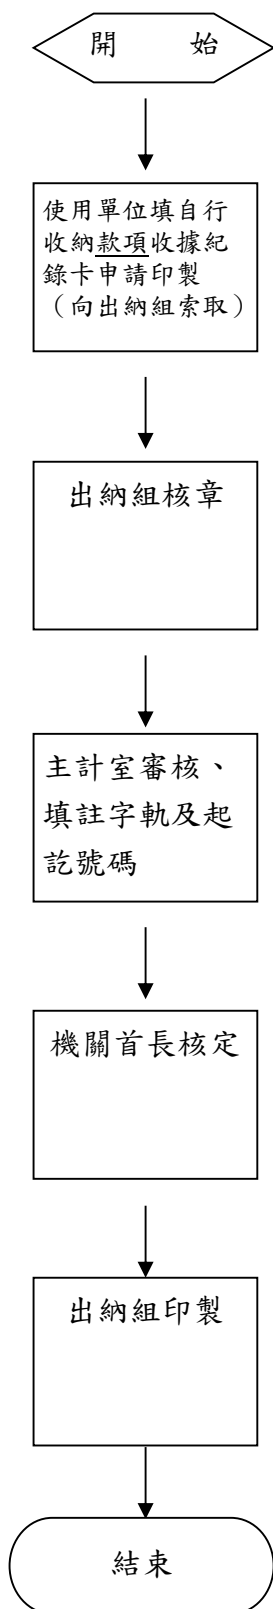 開　　始
使用單位填自行
收納款項收據紀
錄卡申請印製
（向出納組索取）
出納組核章
主計室審核、
填註字軌及起
訖號碼
機關首長核定
出納組印製
結束